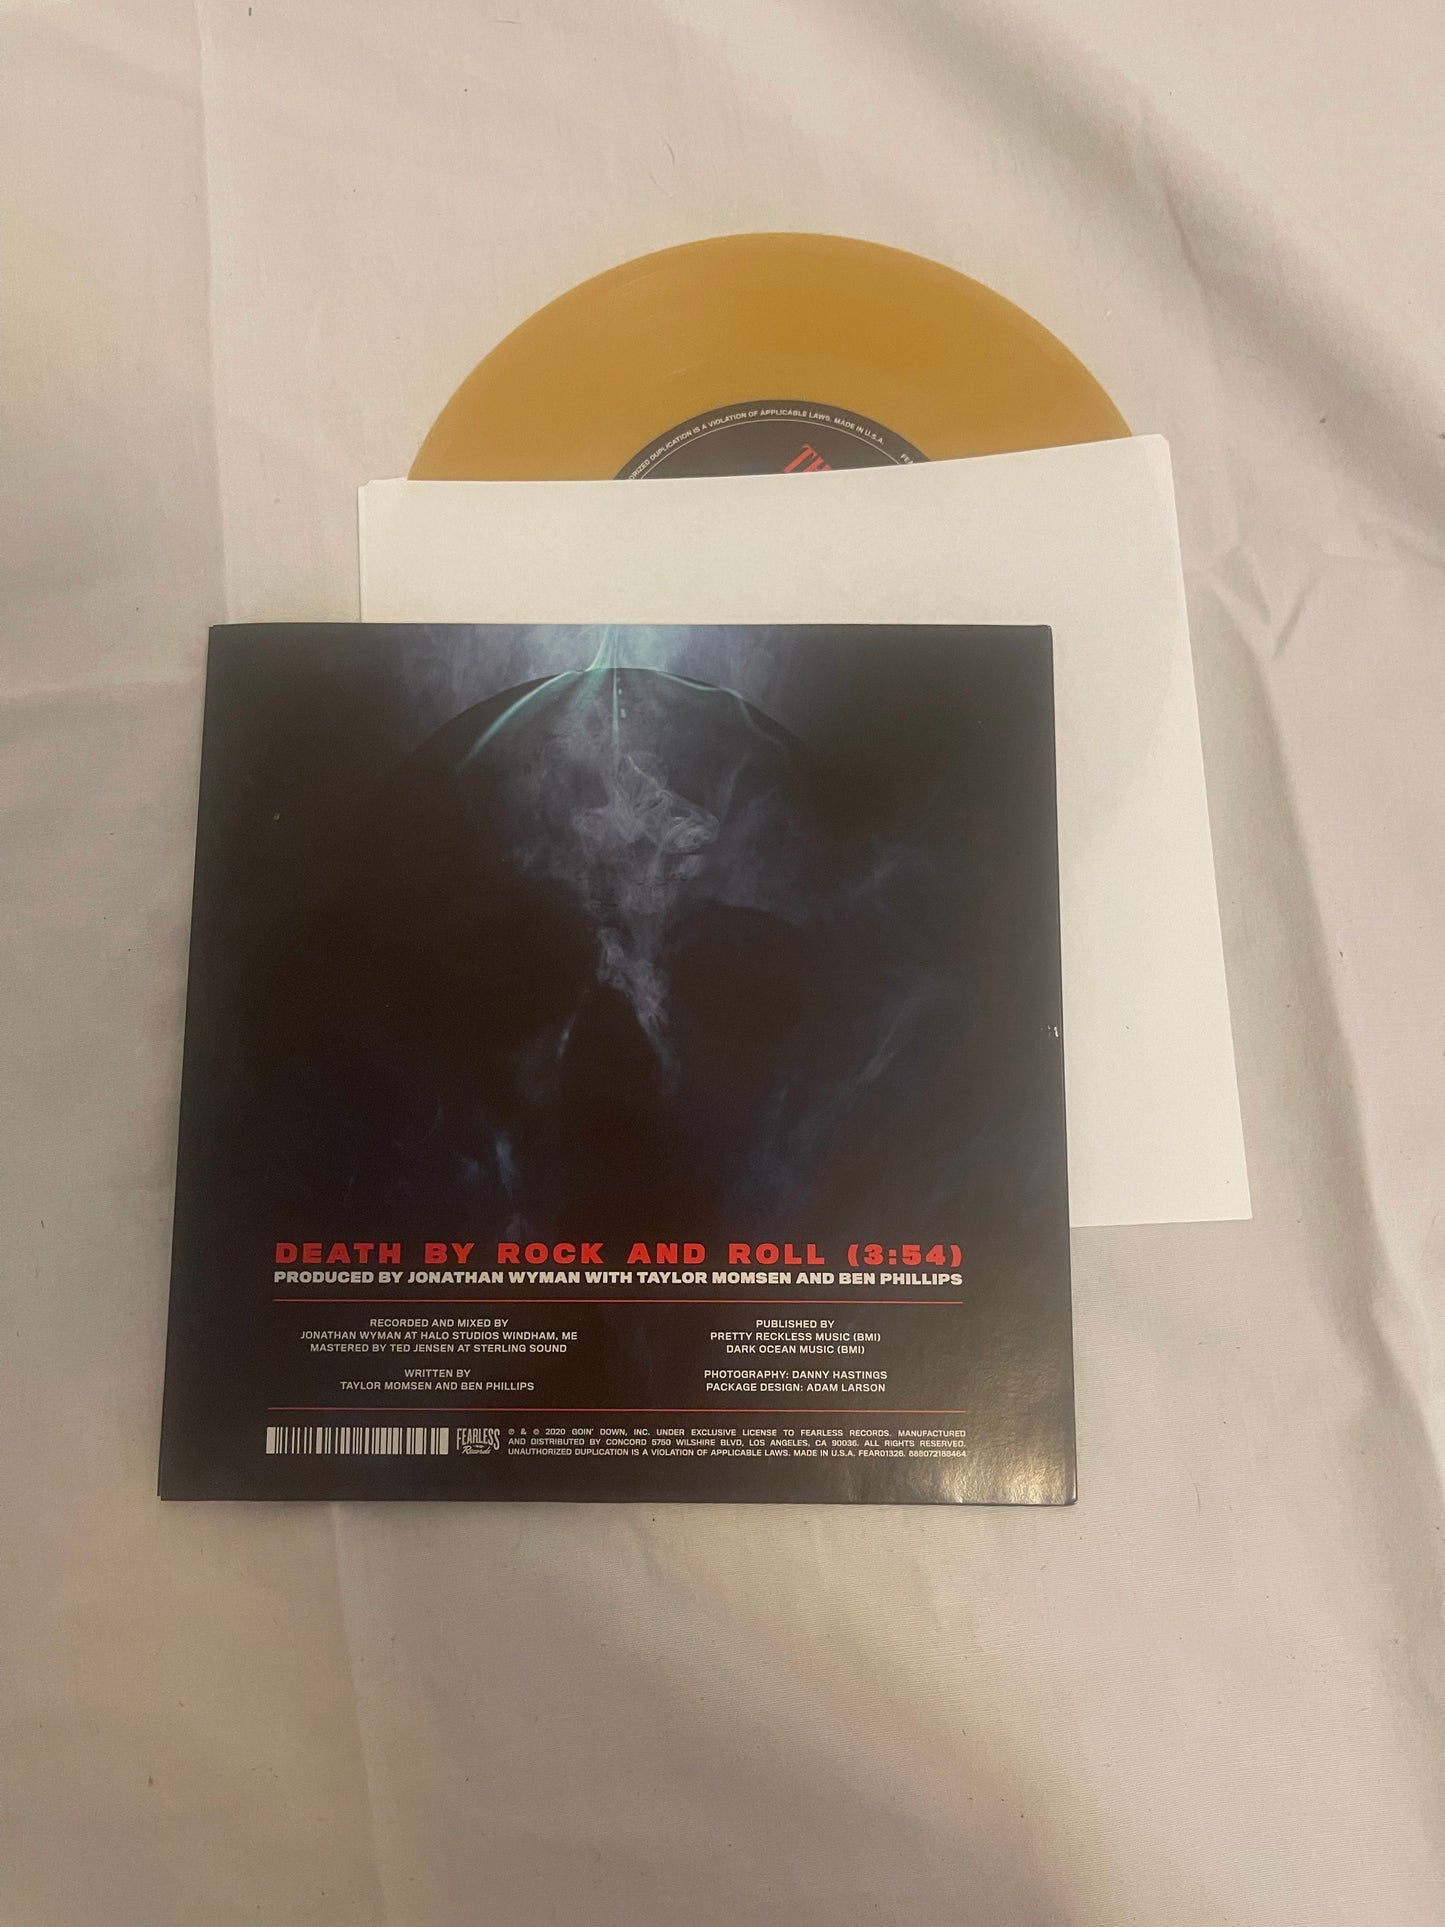 ORIZED DUPLICATION IS A VIOLATION OF APPLICABLE LAWS. MADE IN U.S.A.
DEATH BY ROCK AND ROLL (3:54)
PRODUCED BY JONATHAN WYMAN WITH TAYLOR MOMSEN AND BEN PHILLIPS
RECORDED AND MIXED BY
JONATHAN WYMAN AT HALO STUDIOS WINDHAM, ME
MASTERED BY TED JENSEN AT STERLING SOUND
WRITTEN BY
TAYLOR MOMSEN AND BEN PHILLIPS
PUBLISHED BY
PRETTY RECKLESS MUSIC (BMI)
DARK OCEAN MUSIC (BMI)
PHOTOGRAPHY: DANNY HASTINGS
PACKAGE DESIGN: ADAM LARSON
FEARLESS
Records
℗ & © 2020 GOIN' DOWN, INC. UNDER EXCLUSIVE LICENSE TO FEARLESS RECORDS. MANUFACTURED
AND DISTRIBUTED BY CONCORD 5750 WILSHIRE BLVD, LOS ANGELES, CA 90036. ALL RIGHTS RESERVED.
UNAUTHORIZED DUPLICATION IS A VIOLATION OF APPLICABLE LAWS. MADE IN U.S.A. FEAR01326. 888072188464